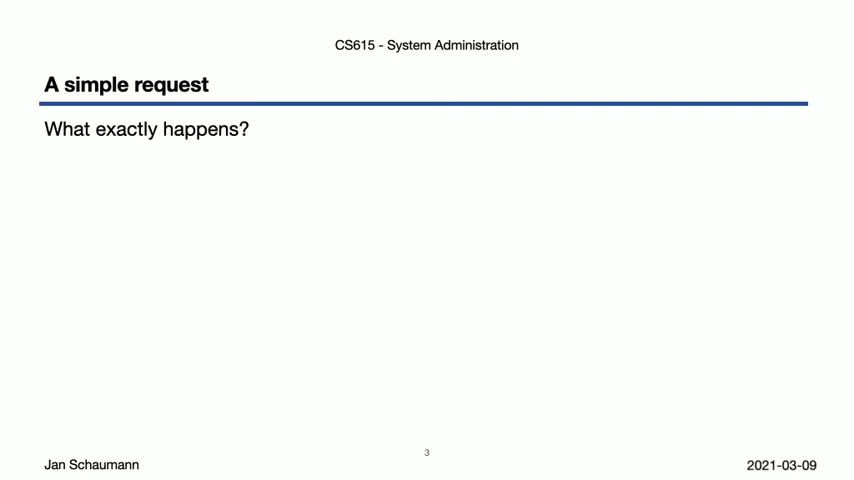 CS615 - System Administration
A simple request
What exactly happens?
3
Jan Schaumann
2021-03-09